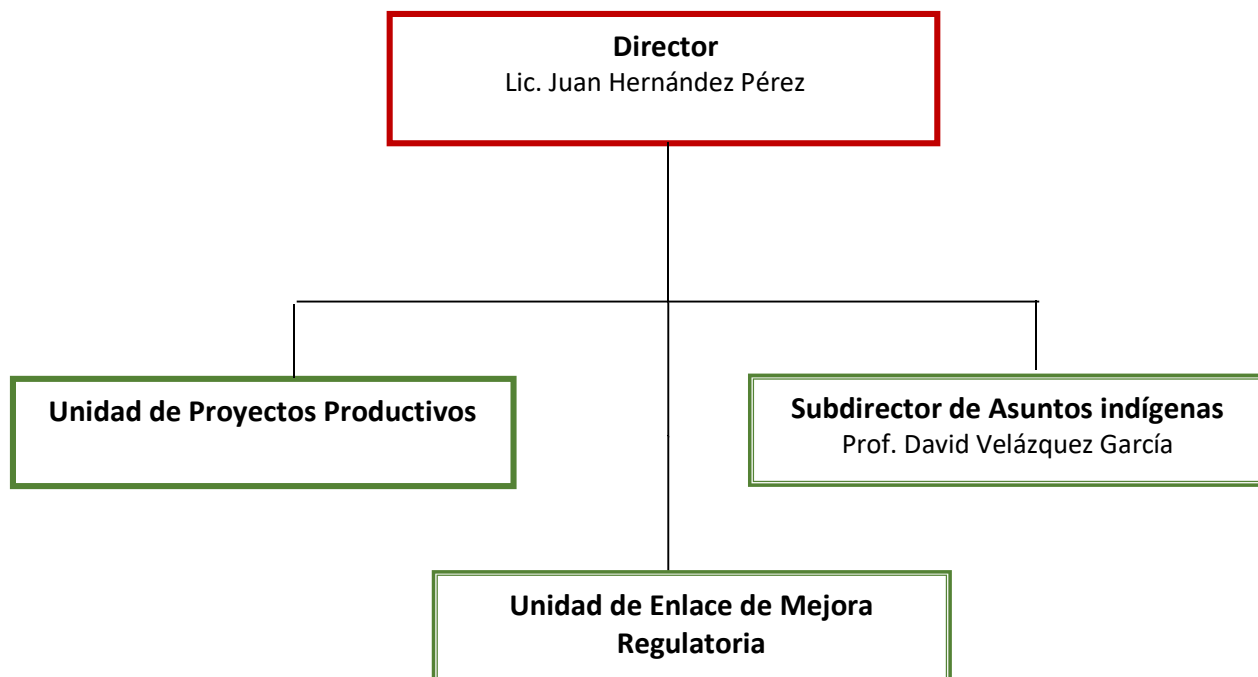 Director
Lic. Juan Hernández Pérez
Unidad de Proyectos Productivos
Subdirector de Asuntos indígenas
Prof. David Velázquez García
Unidad de Enlace de Mejora
Regulatoria